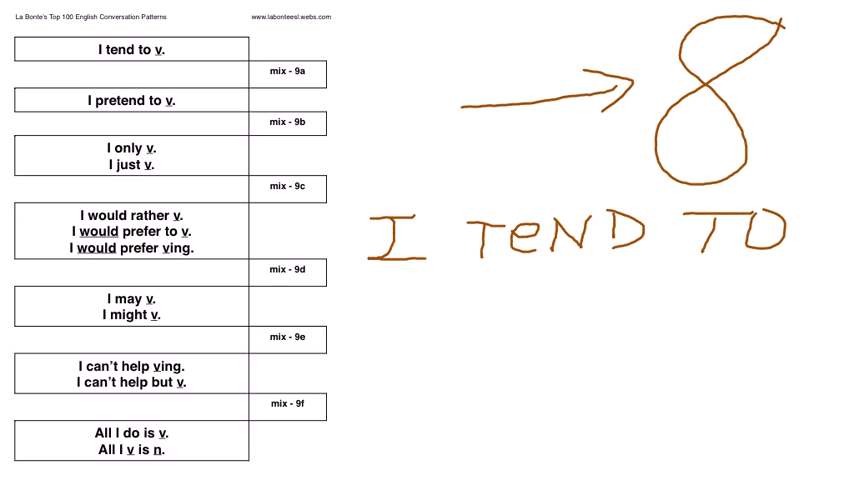 La Bonte's Top 100 English Conversation Patterns
www.labonteesl.webs.com
I tend to v.
mix - 9a
I pretend to v.
mix - 9b
I only v.
I just v.
mix - 9c
I would rather v.
I would prefer to v.
I would prefer ving.
mix - 9d
I may v.
I might v.
mix - 9e
I can't help ving.
I can't help but v.
mix - 9f
All I do is v.
All I v is n.
8
I TeND TO